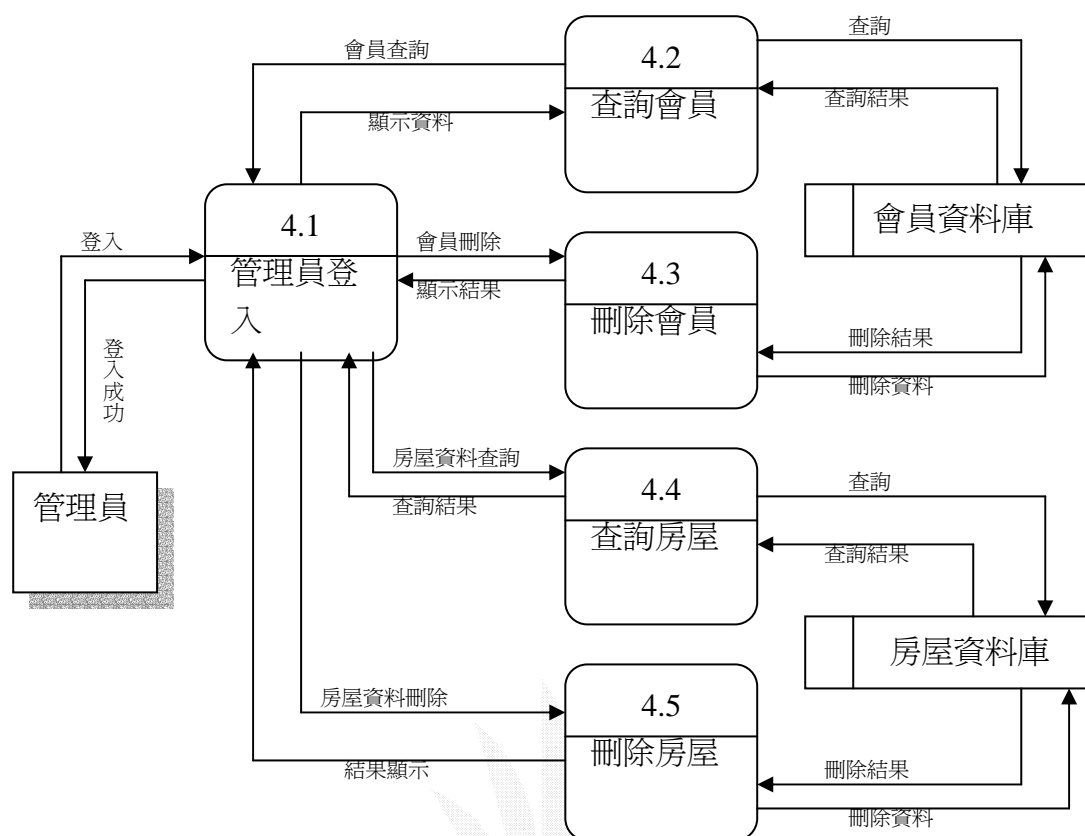 會員查詢
4.2
查詢會員
查詢
查詢結果
顯示資料
會員資料庫
4.1
管理員登
入
登入
會員刪除
顯示結果
4.3
刪除會員
刪除結果
刪除資料
登入成功
管理員
房屋資料查詢
查詢結果
4.4
查詢房屋
查詢
查詢結果
房屋資料庫
房屋資料刪除
結果顯示
4.5
刪除房屋
刪除結果
刪除資料